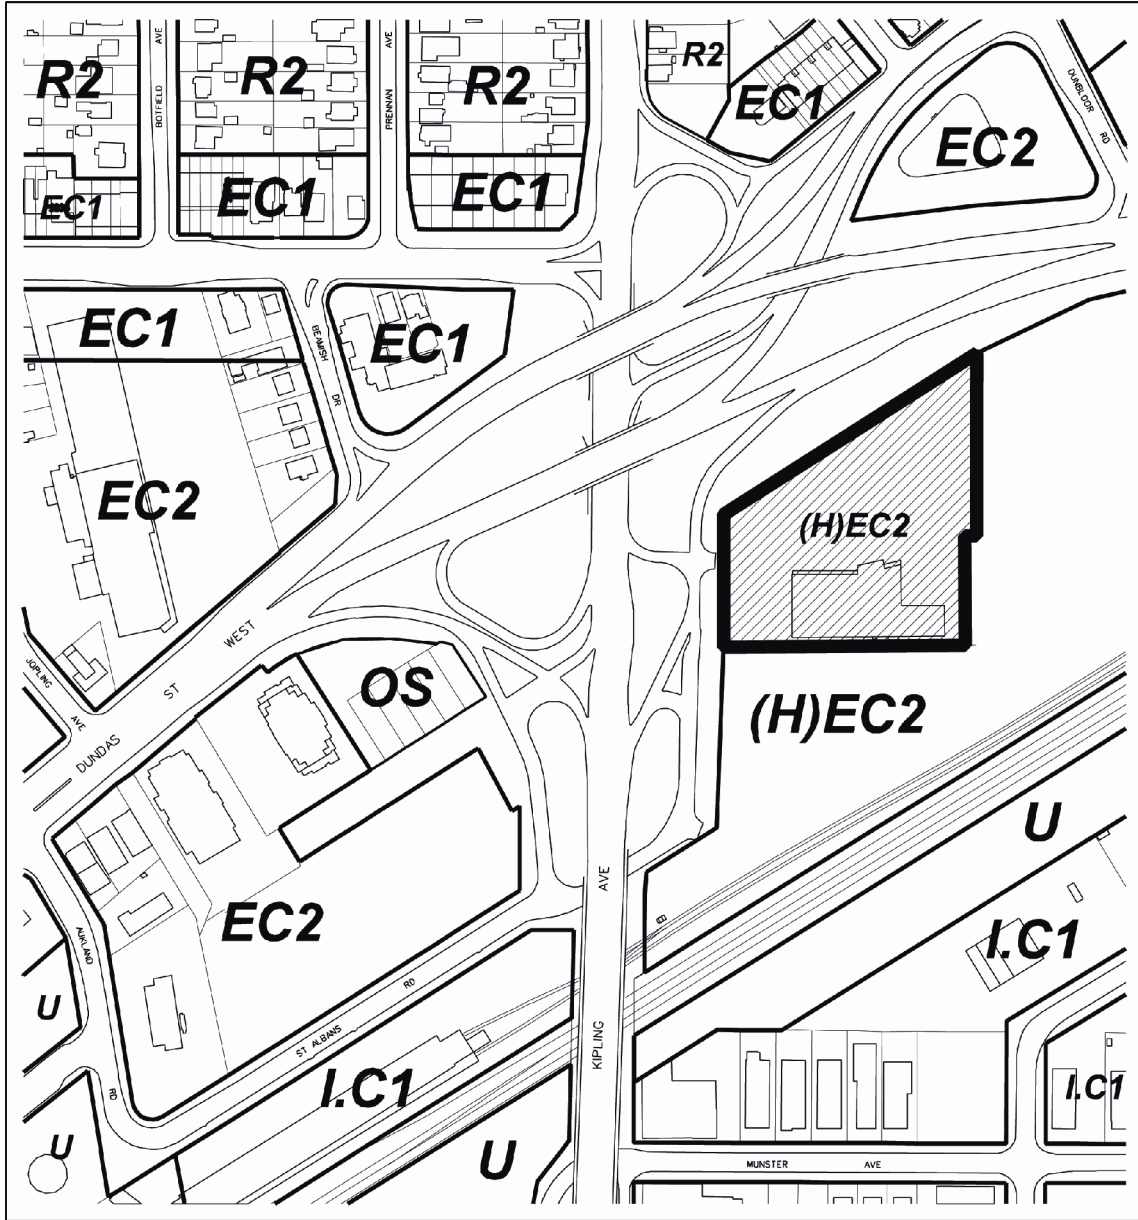 R2
BOTFIELD AVE
R2
PRENNAN AVE
R2
R2
EC1
EC2
DUNBLOOR RD
EC1
EC1
EC1
EC1
BEAMISH DR
EC1
EC2
(H)EC2
JOPLING AVE
DUNDAS ST WEST
OS
(H)EC2
U
KIPLING AVE
EC2
I.C1
AUKLAND RD
U
ST ALBANS RD
I.C1
I.C1
U
U
MUNSTER AVE